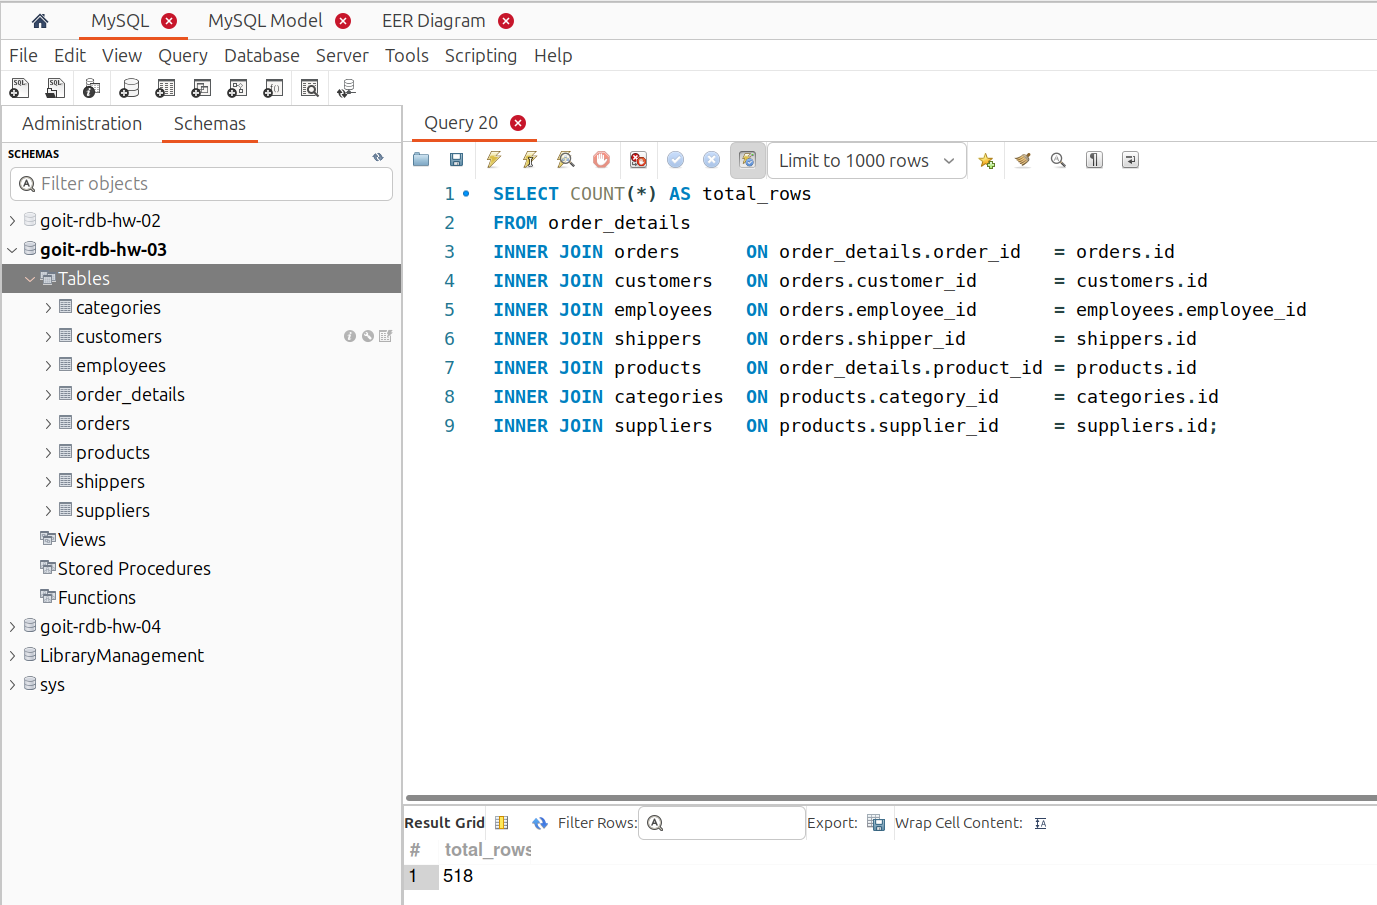 MySQL MySQL Model EER Diagram
File Edit View Query Database Server Tools Scripting Help
Administration Schemas
Query 20
SCHEMAS
Filter objects
Limit to 1000 rows
goit-rdb-hw-02
goit-rdb-hw-03
Tables
categories
customers
employees
order_details
orders
products
shippers
suppliers
Views
Stored Procedures
Functions
goit-rdb-hw-04
LibraryManagement
sys
1 SELECT COUNT(*) AS total_rows
2 FROM order_details
3 INNER JOIN orders ON order_details.order_id = orders.id
4 INNER JOIN customers ON orders.customer_id = customers.id
5 INNER JOIN employees ON orders.employee_id = employees.employee_id
6 INNER JOIN shippers ON orders.shipper_id = shippers.id
7 INNER JOIN products ON order_details.product_id = products.id
8 INNER JOIN categories ON products.category_id = categories.id
9 INNER JOIN suppliers ON products.supplier_id = suppliers.id;
Result Grid Filter Rows: Export: Wrap Cell Content:
# total_rows
1 518